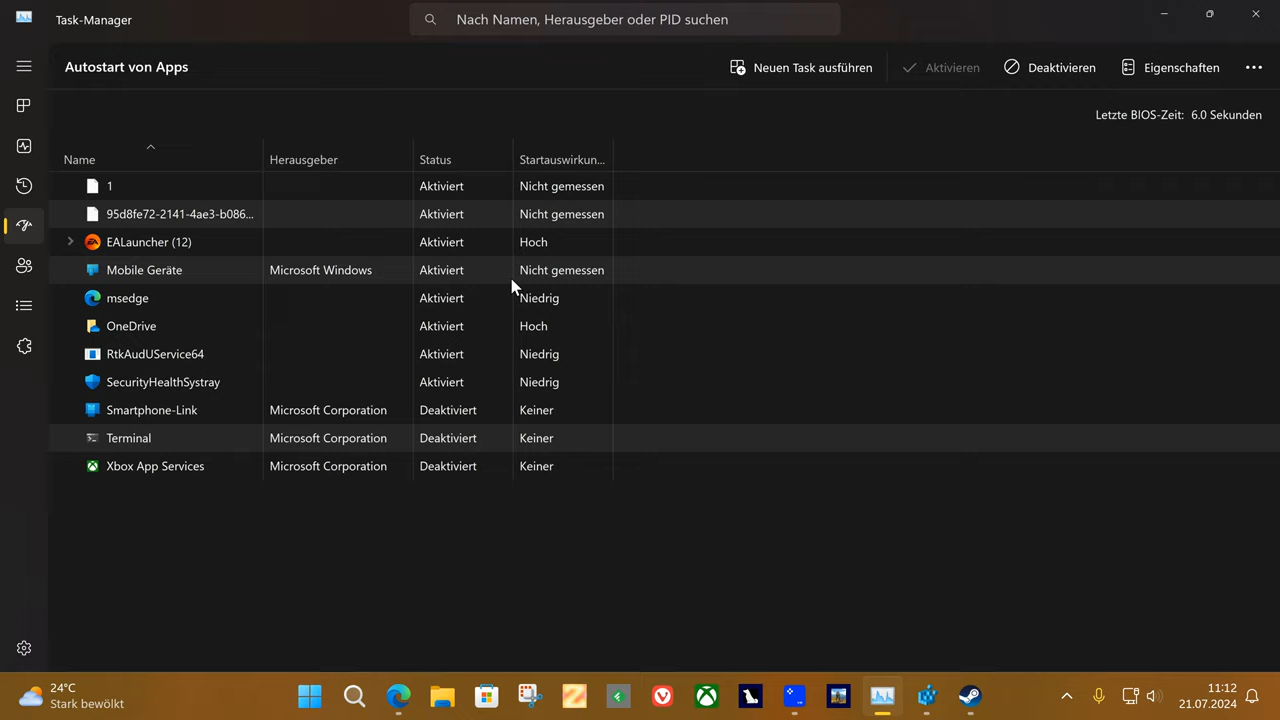 Task-Manager
Nach Namen, Herausgeber oder PID suchen
Autostart von Apps
Neuen Task ausführen
Aktivieren
Deaktivieren
Eigenschaften
Letzte BIOS-Zeit: 6.0 Sekunden
Name Herausgeber Status Startauswirkun...
1 Aktiviert Nicht gemessen
95d8fe72-2141-4ae3-b086... Aktiviert Nicht gemessen
EALauncher (12) Aktiviert Hoch
Mobile Geräte Microsoft Windows Aktiviert Nicht gemessen
msedge Aktiviert Niedrig
OneDrive Aktiviert Hoch
RtkAudUService64 Aktiviert Niedrig
SecurityHealthSystray Aktiviert Niedrig
Smartphone-Link Microsoft Corporation Deaktiviert Keiner
Terminal Microsoft Corporation Deaktiviert Keiner
Xbox App Services Microsoft Corporation Deaktiviert Keiner
24°C
Stark bewölkt
11:12
21.07.2024